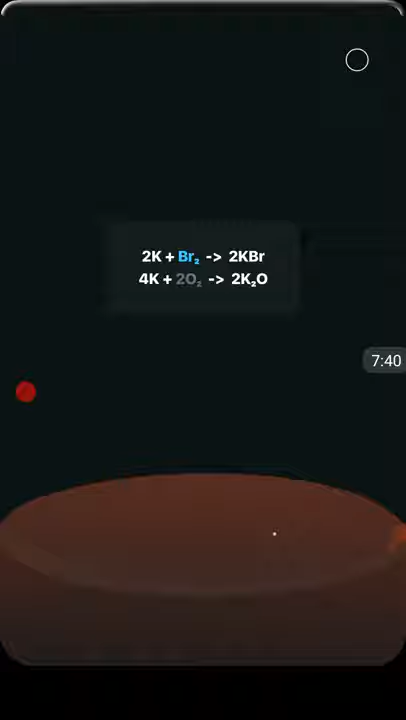 2K + Br₂ -> 2KBr
4K + 2O₂ -> 2K₂O
7:40